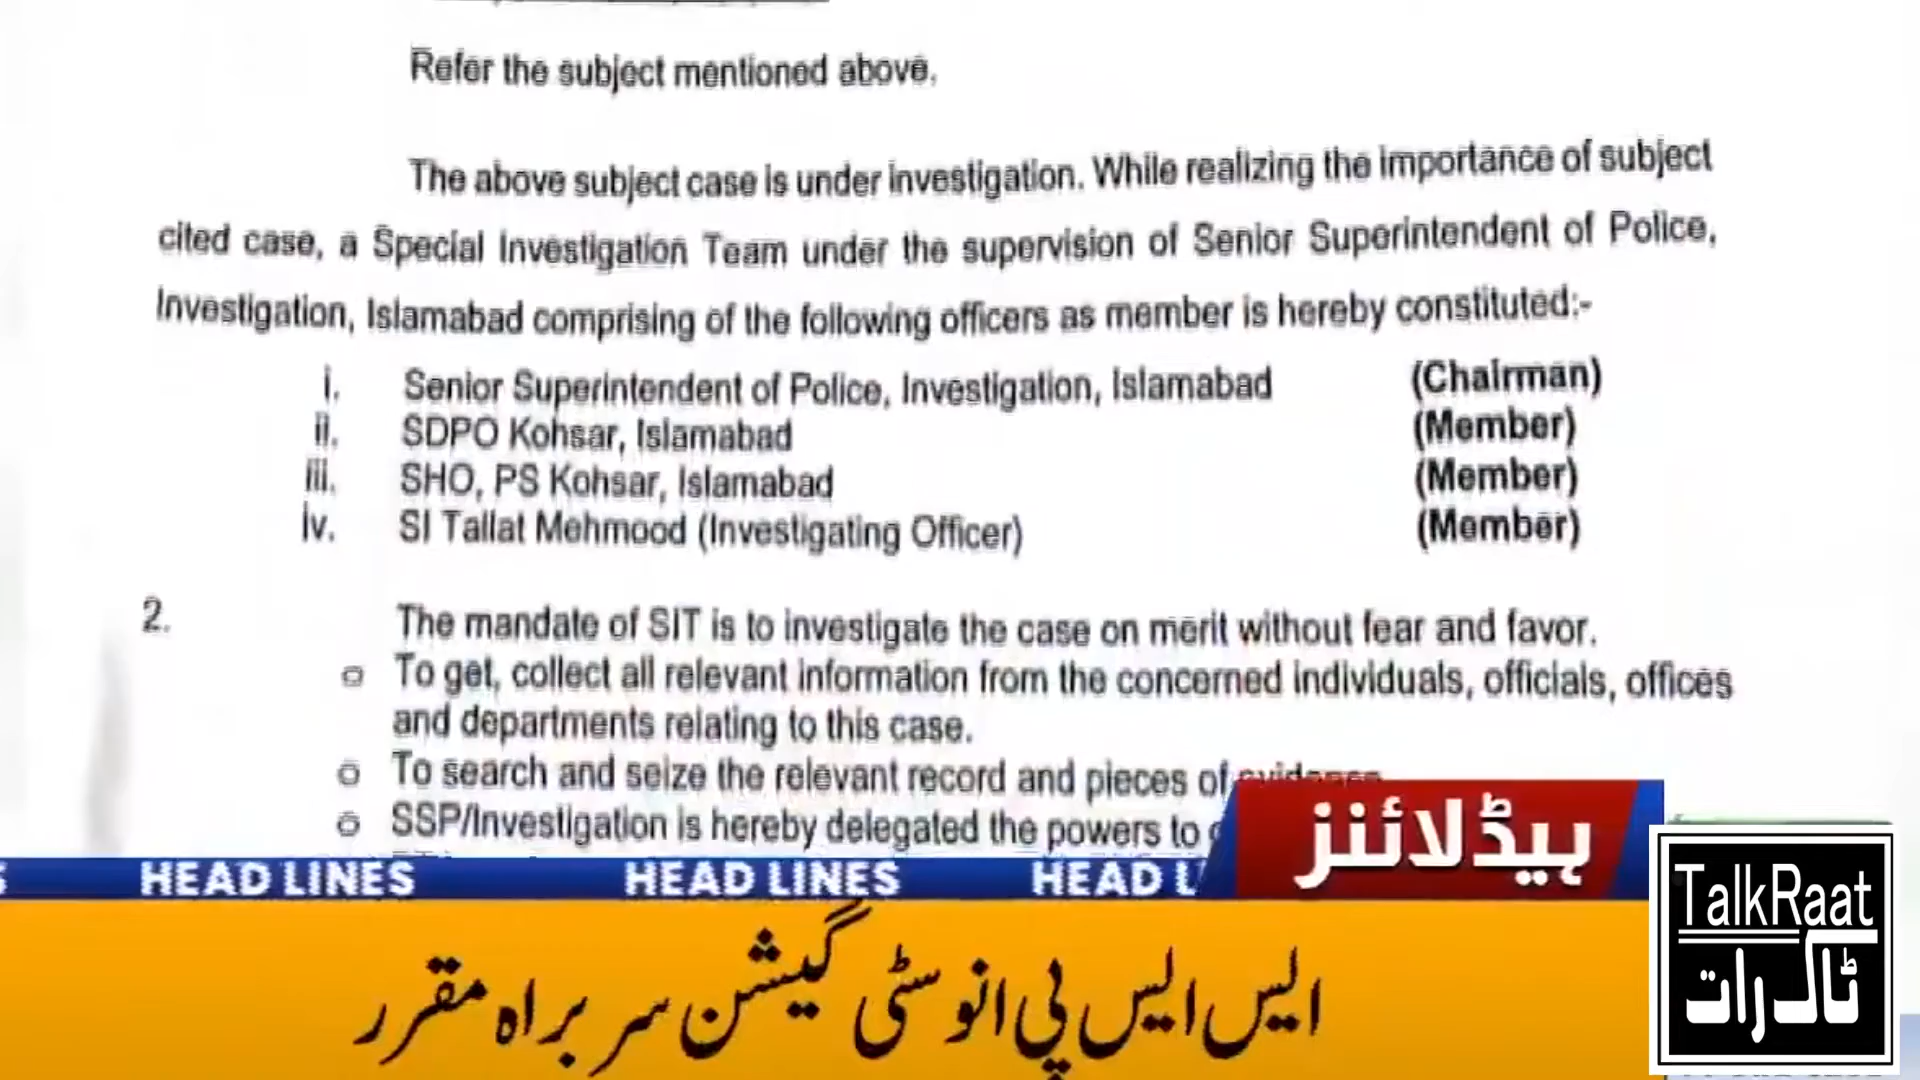 Refer the subject mentioned above.
The above subject case is under investigation. While realizing the importance of subject
cited case, a Special Investigation Team under the supervision of Senior Superintendent of Police,
Investigation, Islamabad comprising of the following officers as member is hereby constituted:-
i. Senior Superintendent of Police, Investigation, Islamabad (Chairman)
ii. SDPO Kohsar, Islamabad (Member)
iii. SHO, PS Kohsar, Islamabad (Member)
iv. SI Tallat Mehmood (Investigating Officer) (Member)
2. The mandate of SIT is to investigate the case on merit without fear and favor.
o To get, collect all relevant information from the concerned individuals, officials, offices
and departments relating to this case.
o To search and seize the relevant record and pieces of evidence
o SSP/Investigation is hereby delegated the powers to
ہیڈلائنز
HEAD LINES HEAD LINES HEAD L
ایس ایس پی انوسٹی گیشن سربراہ مقرر
TalkRaat
ٹاک رات